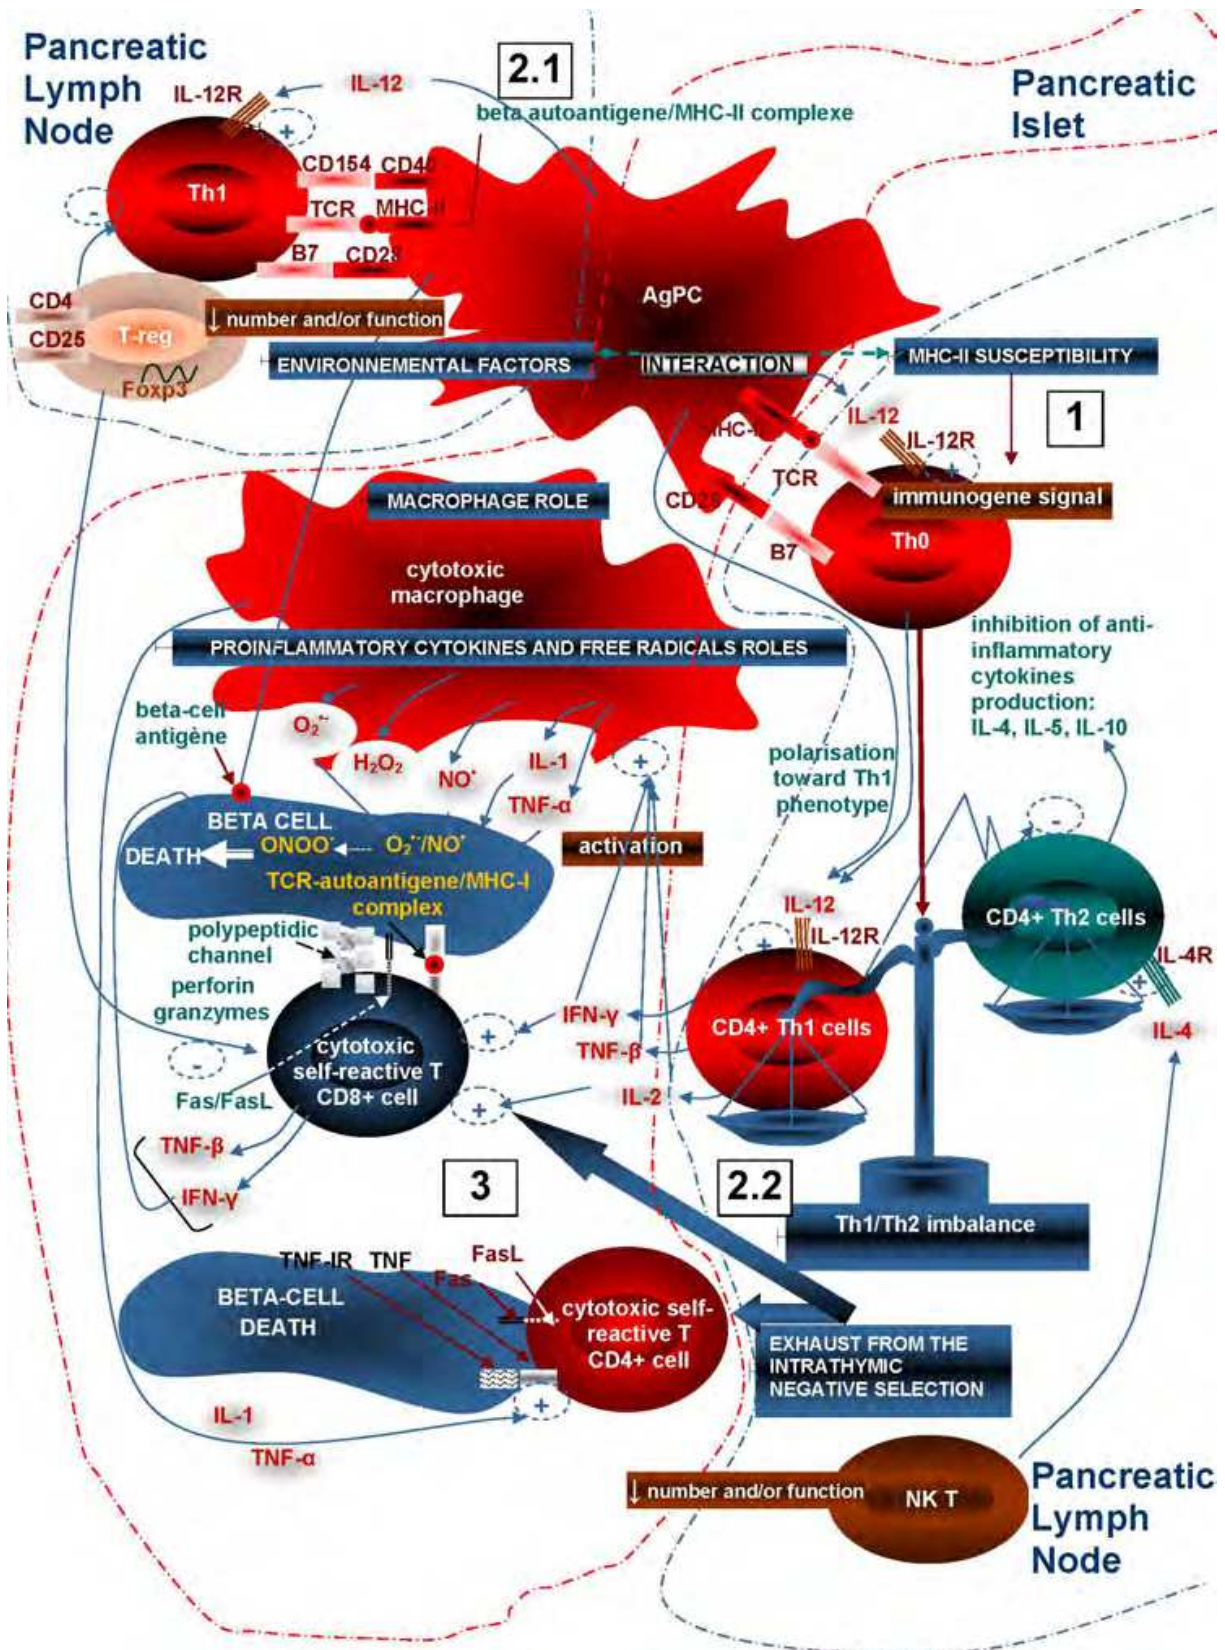 Pancreatic
Lymph
Node
2.1
IL-12R
IL-12
beta autoantigene/MHC-II complexe
Pancreatic
Islet
+
CD154
CD40
Th1
-
TCR
MHC-II
B7
CD28
AgPC
CD4
CD25
T-reg
Foxp3
↓ number and/or function
ENVIRONNEMENTAL FACTORS
INTERACTION
MHC-II SUSCEPTIBILITY
1
IL-12
IL-12R
+
TCR
immunogene signal
B7
Th0
MACROPHAGE ROLE
cytotoxic
macrophage
PROINFLAMMATORY CYTOKINES AND FREE RADICALS ROLES
inhibition of anti-
inflammatory
cytokines
production:
IL-4, IL-5, IL-10
beta-cell
antigène
O₂•-
H₂O₂
NO•
IL-1
TNF-α
+
polarisation
toward Th1
phenotype
BETA CELL
DEATH
ONOO-
O₂•-/NO•
activation
-
TCR-autoantigene/MHC-I
complex
polypeptidic
channel
perforin
granzymes
IL-12
IL-12R
+
CD4+ Th2 cells
IL-4R
+
IL-4
cytotoxic
self-reactive T
CD8+ cell
-
Fas/FasL
+
+
IFN-γ
TNF-β
IL-2
CD4+ Th1 cells
TNF-β
IFN-γ
3
2.2
Th1/Th2 imbalance
TNF-IR
TNF
FasL
Fas
BETA-CELL
DEATH
cytotoxic self-
reactive T
CD4+ cell
+
EXHAUST FROM THE
INTRATHYMIC
NEGATIVE SELECTION
IL-1
TNF-α
↓ number and/or function
NK T
Pancreatic
Lymph
Node